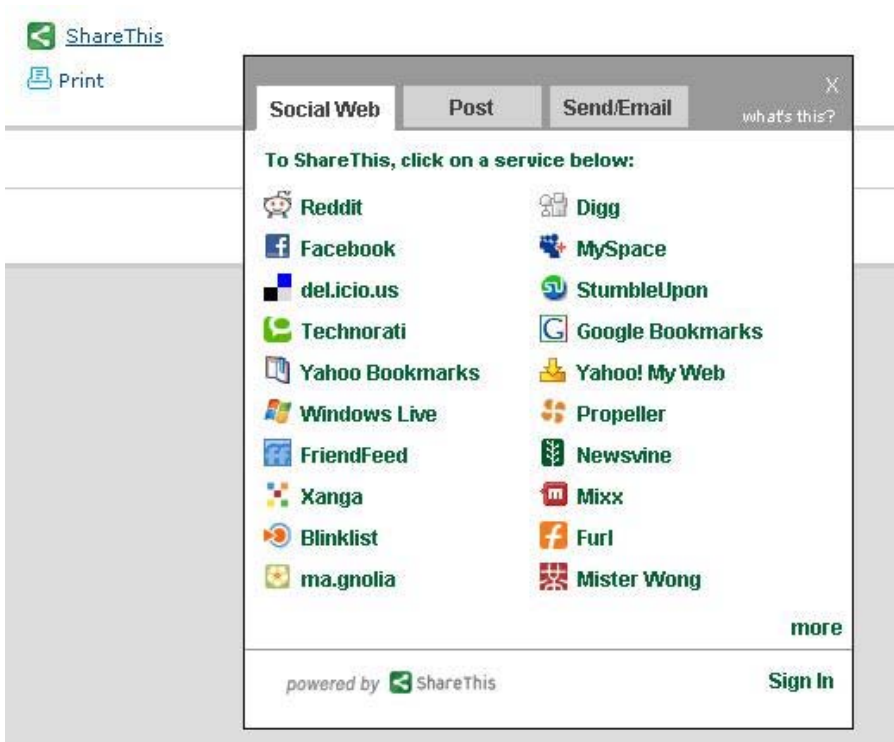 ShareThis
Print
X
Social Web Post Send/Email
what's this?
To ShareThis, click on a service below:
Reddit Digg
Facebook MySpace
del.icio.us StumbleUpon
Technorati Google Bookmarks
Yahoo Bookmarks Yahoo! My Web
Windows Live Propeller
FriendFeed Newsvine
Xanga Mixx
Blinklist Furl
ma.gnolia Mister Wong
more
powered by ShareThis Sign In